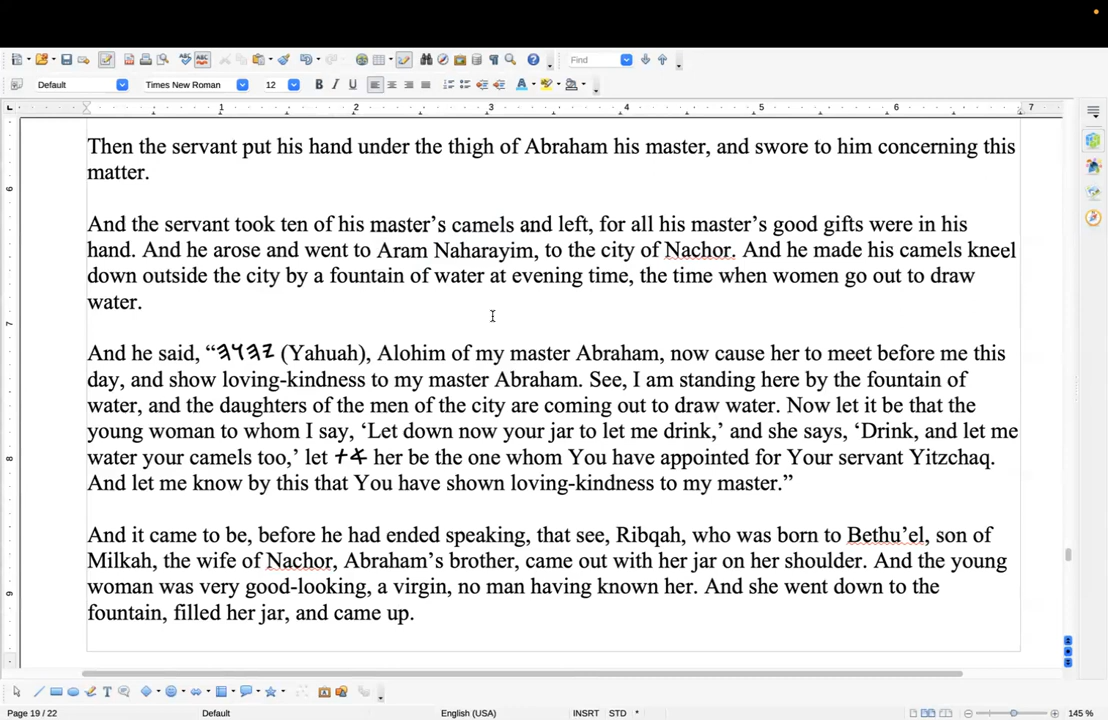 Default Times New Roman 12 B I U A Find
1 2 3 4 5 6 7
Then the servant put his hand under the thigh of Abraham his master, and swore to him concerning this
matter.
And the servant took ten of his master’s camels and left, for all his master’s good gifts were in his
hand. And he arose and went to Aram Naharayim, to the city of Nachor. And he made his camels kneel
down outside the city by a fountain of water at evening time, the time when women go out to draw
water.
And he said, “𐤉𐤄𐤅𐤄 (Yahuah), Alohim of my master Abraham, now cause her to meet before me this
day, and show loving-kindness to my master Abraham. See, I am standing here by the fountain of
water, and the daughters of the men of the city are coming out to draw water. Now let it be that the
young woman to whom I say, ‘Let down now your jar to let me drink,’ and she says, ‘Drink, and let me
water your camels too,’ let 𐤀𐤕 her be the one whom You have appointed for Your servant Yitzchaq.
And let me know by this that You have shown loving-kindness to my master.”
And it came to be, before he had ended speaking, that see, Ribqah, who was born to Bethu’el, son of
Milkah, the wife of Nachor, Abraham’s brother, came out with her jar on her shoulder. And the young
woman was very good-looking, a virgin, no man having known her. And she went down to the
fountain, filled her jar, and came up.
6
7
8
9
Page 19 / 22 Default English (USA) INSRT STD * 145 %